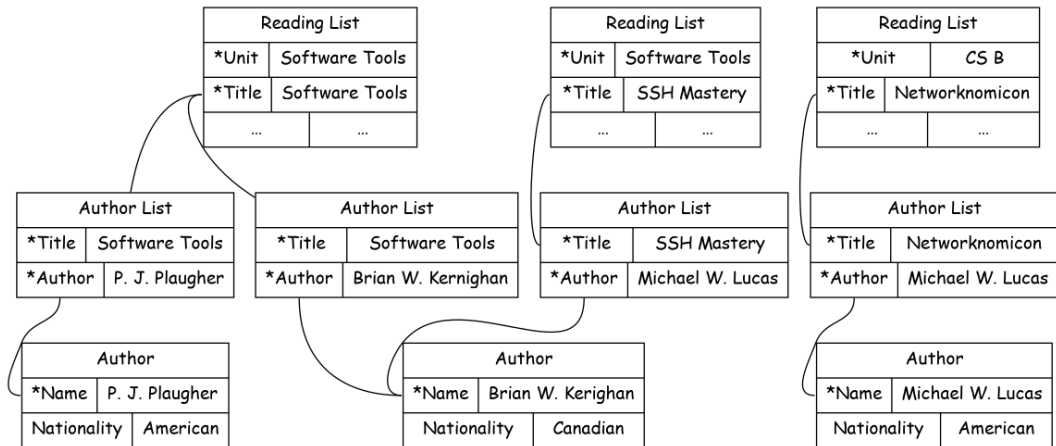 Reading List
*Unit Software Tools
*Title Software Tools
... ...
Reading List
*Unit Software Tools
*Title SSH Mastery
... ...
Reading List
*Unit CS B
*Title Networknomicon
... ...
Author List
*Title Software Tools
*Author P. J. Plaugher
Author List
*Title Software Tools
*Author Brian W. Kernighan
Author List
*Title SSH Mastery
*Author Michael W. Lucas
Author List
*Title Networknomicon
*Author Michael W. Lucas
Author
*Name P. J. Plaugher
Nationality American
Author
*Name Brian W. Kerighan
Nationality Canadian
Author
*Name Michael W. Lucas
Nationality American